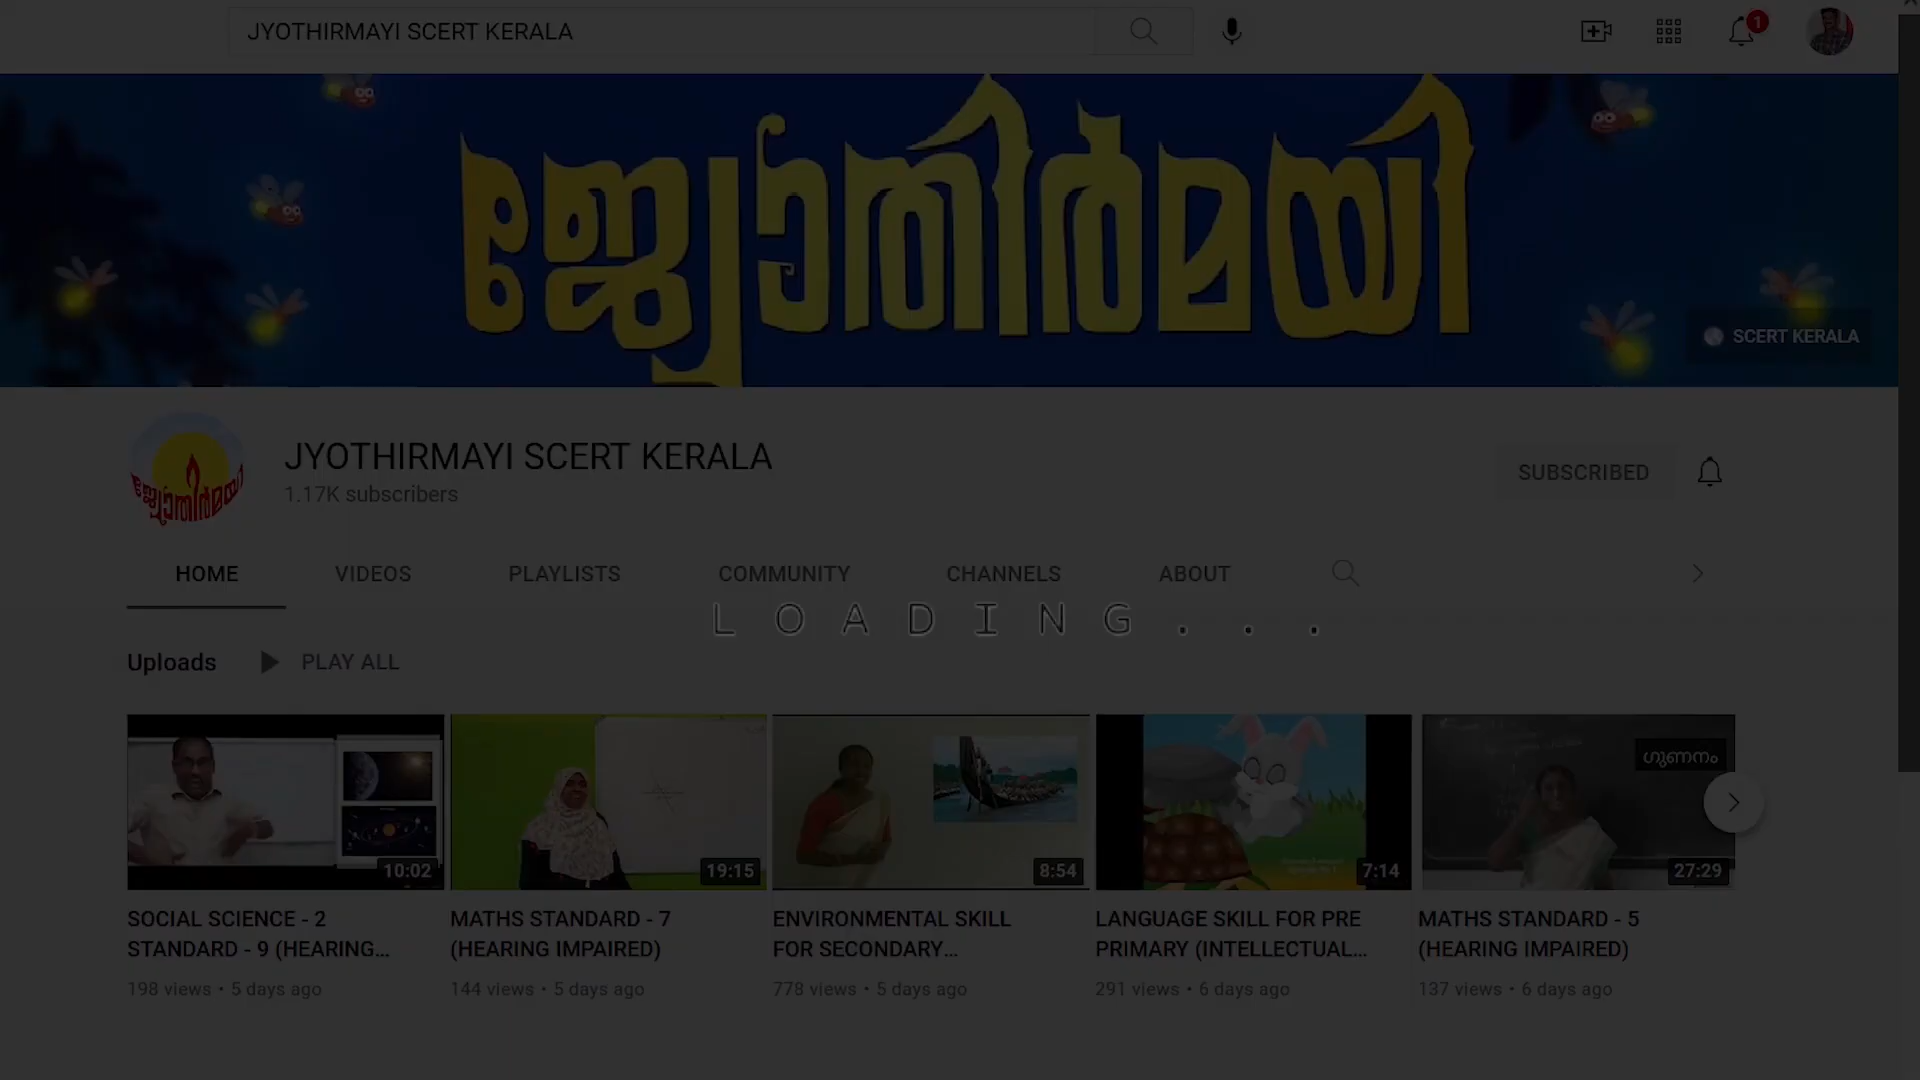 JYOTHIRMAYI SCERT KERALA
1
ജ്യോതിർമയി
SCERT KERALA
ജ്യോതിർമയി
JYOTHIRMAYI SCERT KERALA
1.17K subscribers
SUBSCRIBED
HOME VIDEOS PLAYLISTS COMMUNITY CHANNELS ABOUT
LOADING...
Uploads PLAY ALL
ഗുണനം
10:02 19:15 8:54 7:14 27:29
SOCIAL SCIENCE - 2
STANDARD - 9 (HEARING...
198 views • 5 days ago
MATHS STANDARD - 7
(HEARING IMPAIRED)
144 views • 5 days ago
ENVIRONMENTAL SKILL
FOR SECONDARY...
778 views • 5 days ago
LANGUAGE SKILL FOR PRE
PRIMARY (INTELLECTUAL...
291 views • 6 days ago
MATHS STANDARD - 5
(HEARING IMPAIRED)
137 views • 6 days ago